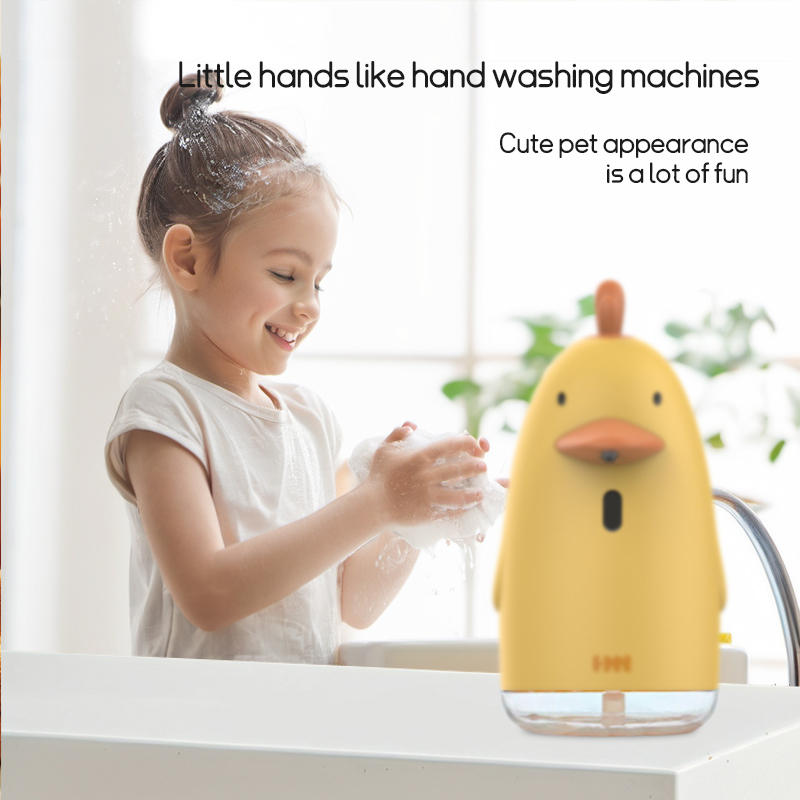 Little hands like hand washing machines
Cute pet appearance
is a lot of fun